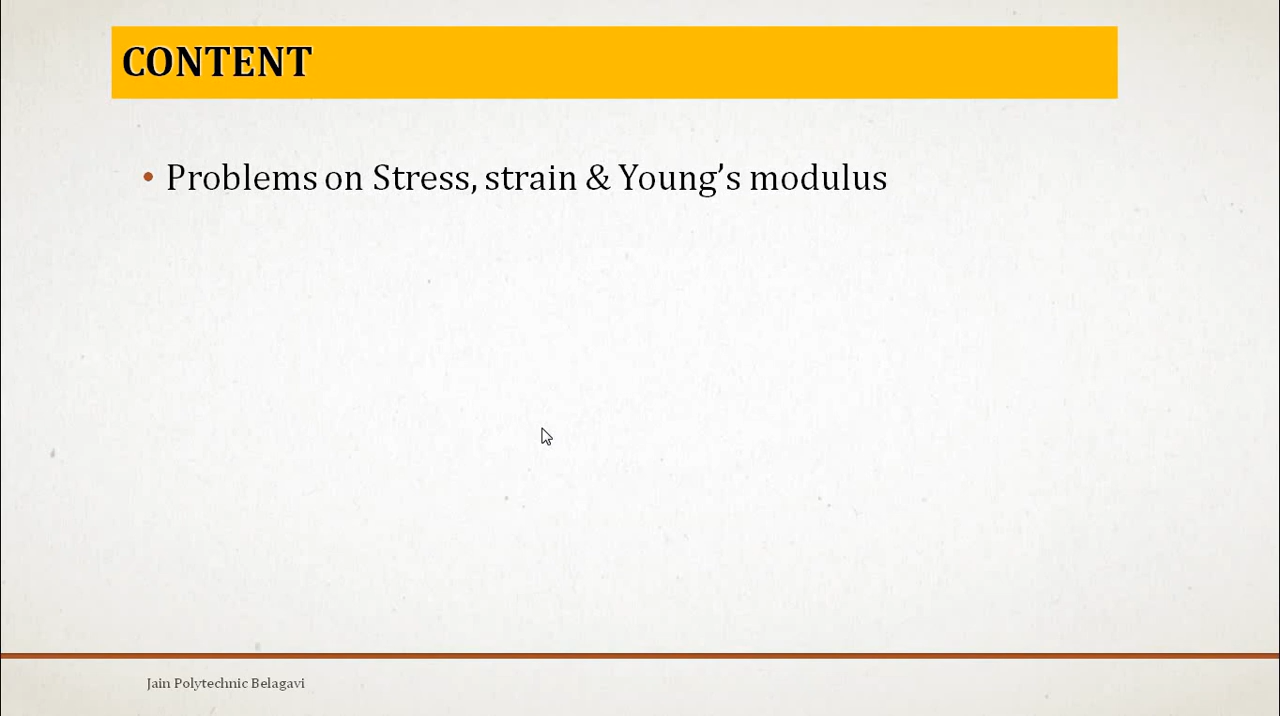 CONTENT
• Problems on Stress, strain & Young’s modulus
Jain Polytechnic Belagavi